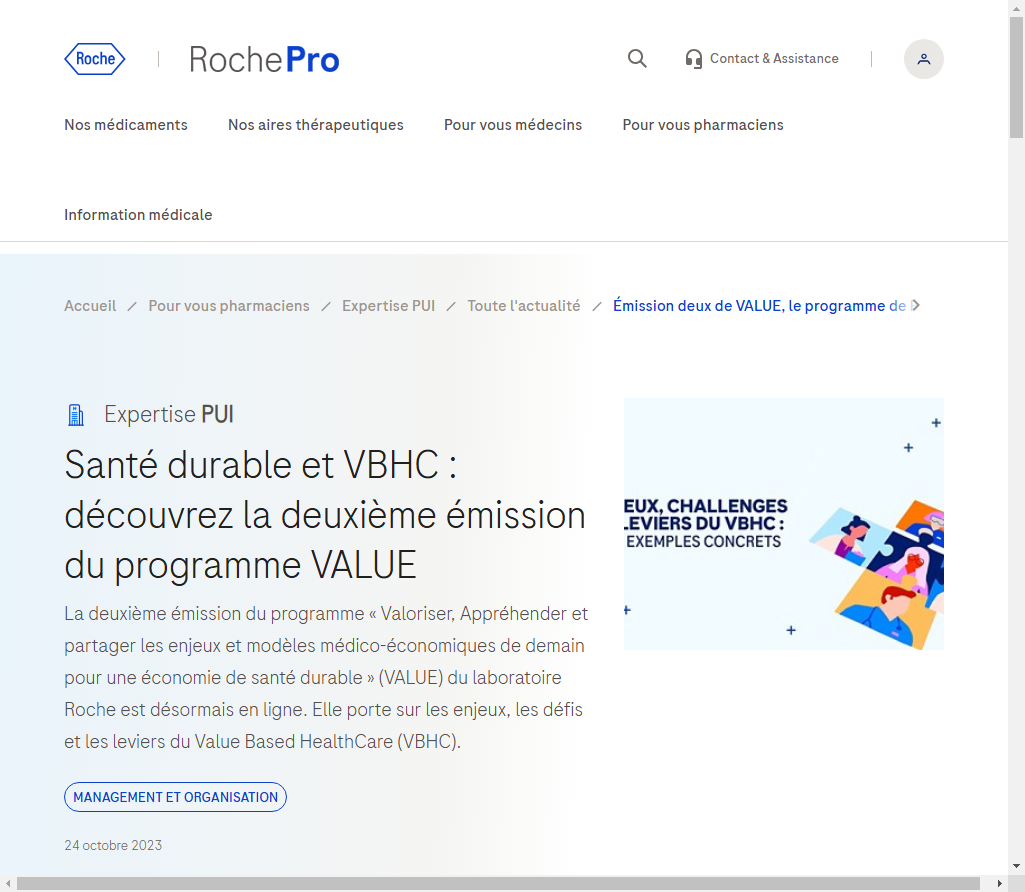 Roche
RochePro
Contact & Assistance
Nos médicaments
Nos aires thérapeutiques
Pour vous médecins
Pour vous pharmaciens
Information médicale
Accueil / Pour vous pharmaciens / Expertise PUI / Toute l'actualité / Émission deux de VALUE, le programme de
Expertise PUI
Santé durable et VBHC :
découvrez la deuxième émission
du programme VALUE
La deuxième émission du programme « Valoriser, Appréhender et
partager les enjeux et modèles médico-économiques de demain
pour une économie de santé durable » (VALUE) du laboratoire
Roche est désormais en ligne. Elle porte sur les enjeux, les défis
et les leviers du Value Based HealthCare (VBHC).
MANAGEMENT ET ORGANISATION
24 octobre 2023
EUX, CHALLENGES
LEVIERS DU VBHC :
EXEMPLES CONCRETS